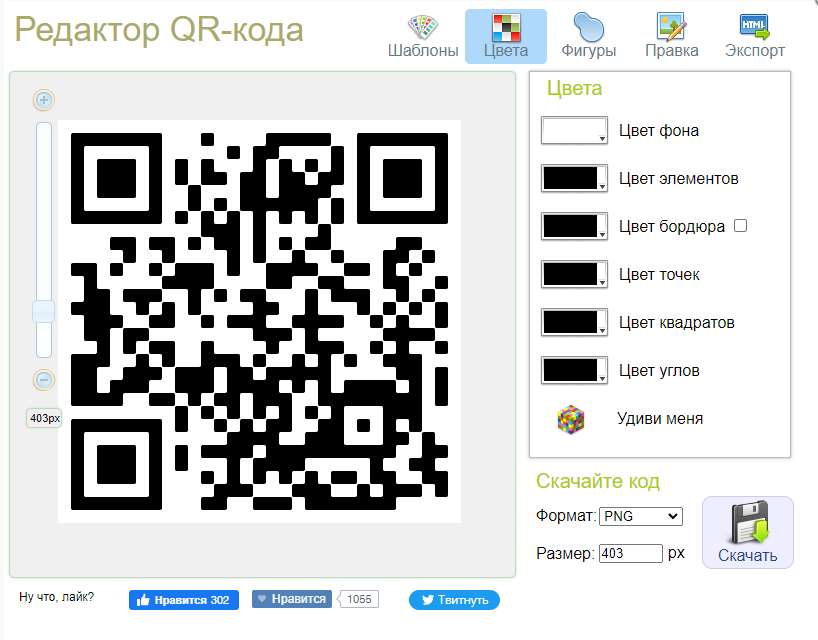 Редактор QR-кода
Шаблоны
Цвета
Фигуры
HTML
Правка
Экспорт
Цвета
Цвет фона
Цвет элементов
Цвет бордюра
Цвет точек
Цвет квадратов
Цвет углов
Удиви меня
403px
Скачайте код
Формат: PNG
Размер: 403 px
Скачать
Ну что, лайк?
Нравится 302
Нравится 1055
Твитнуть